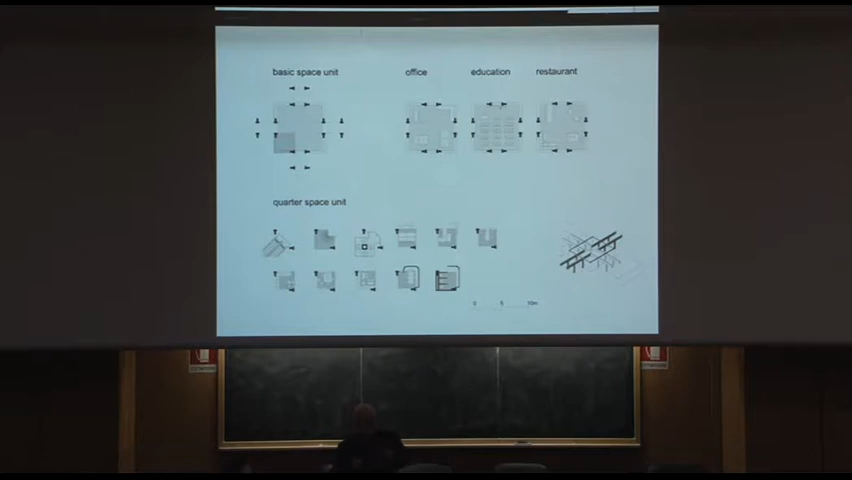 basic space unit
office
education
restaurant
quarter space unit
0 5 10m